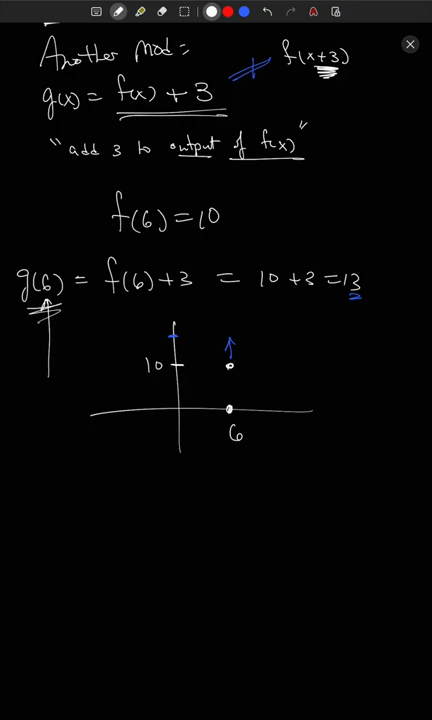 Another mod:
g(x) = f(x) + 3 ≠ f(x+3)
"add 3 to output of f(x)"
f(6) = 10
g(6) = f(6) + 3 = 10 + 3 = 13
10
6